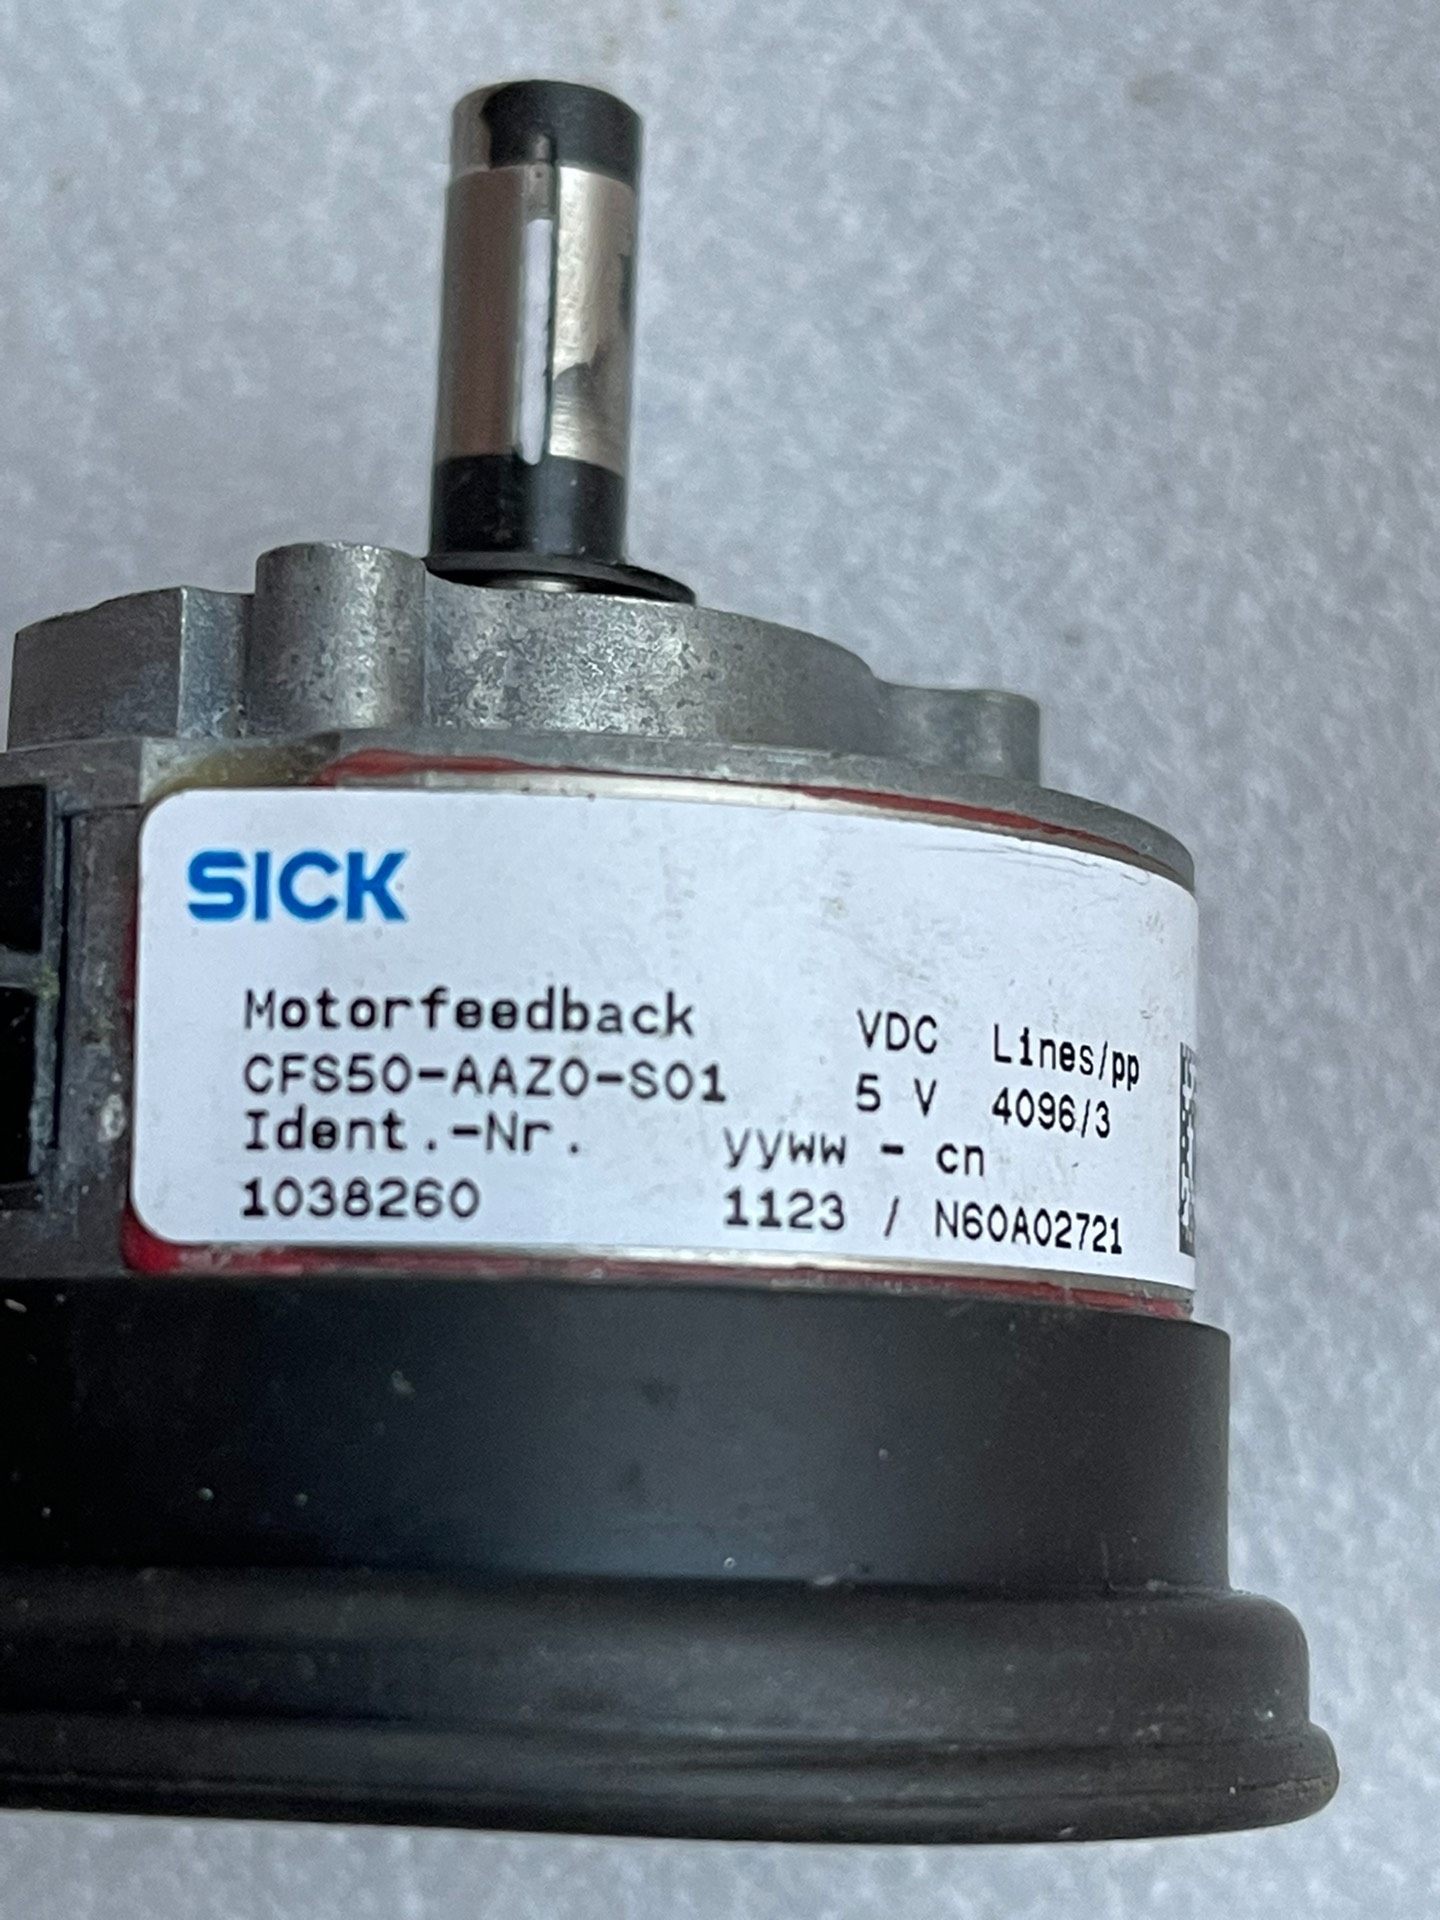 SICK
Motorfeedback VDC Lines/pp
CFS50-AAZ0-S01 5 V 4096/3
Ident.-Nr. yyww - cn
1038260 1123 / N60A02721